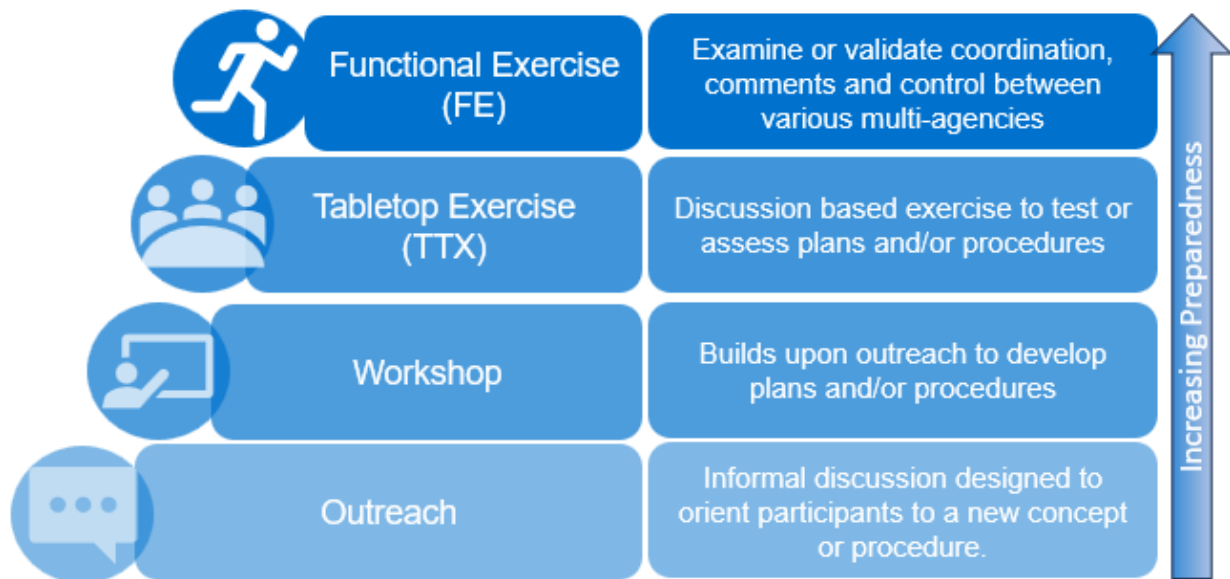 Functional Exercise
(FE)
Examine or validate coordination,
comments and control between
various multi-agencies
Tabletop Exercise
(TTX)
Discussion based exercise to test or
assess plans and/or procedures
Workshop
Builds upon outreach to develop
plans and/or procedures
Outreach
Informal discussion designed to
orient participants to a new concept
or procedure.
Increasing Preparedness